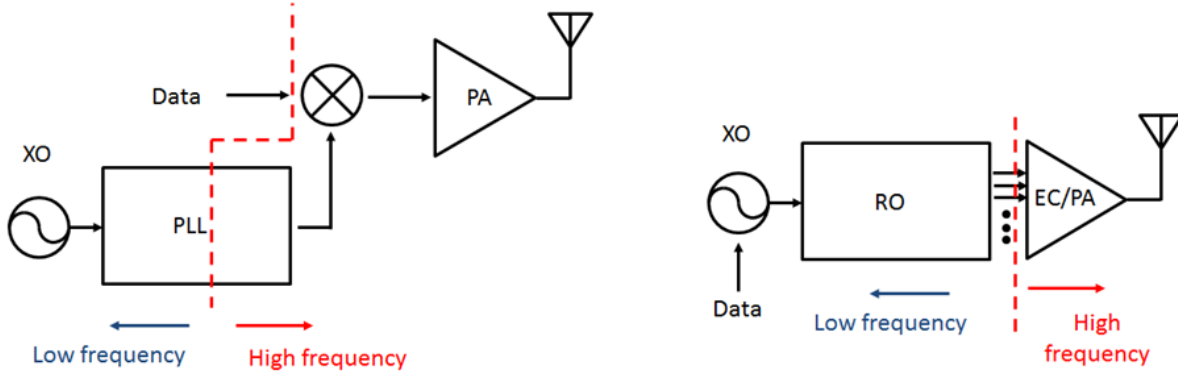 Data
PA
XO
PLL
Low frequency
High frequency
XO
RO
EC/PA
Data
Low frequency
High
frequency